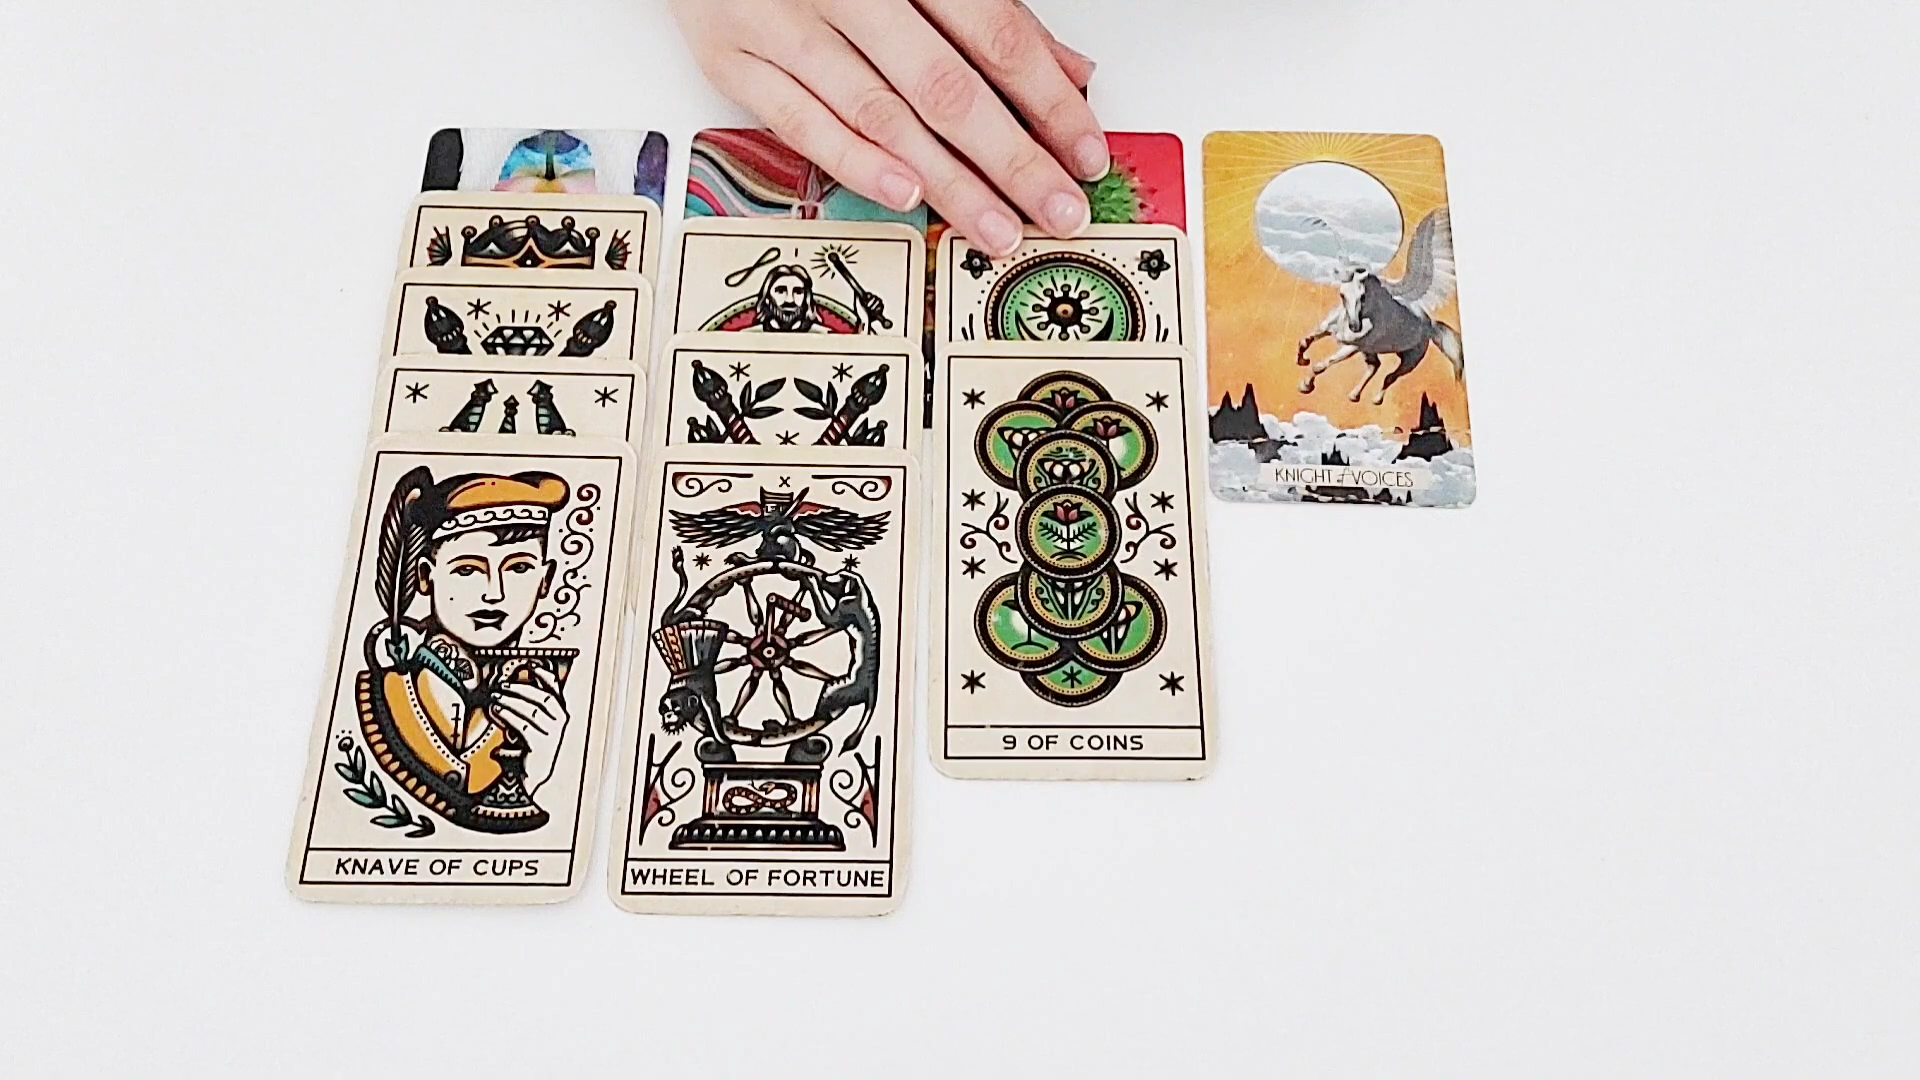 KNIGHT of VOICES
X
9 OF COINS
KNAVE OF CUPS
WHEEL OF FORTUNE